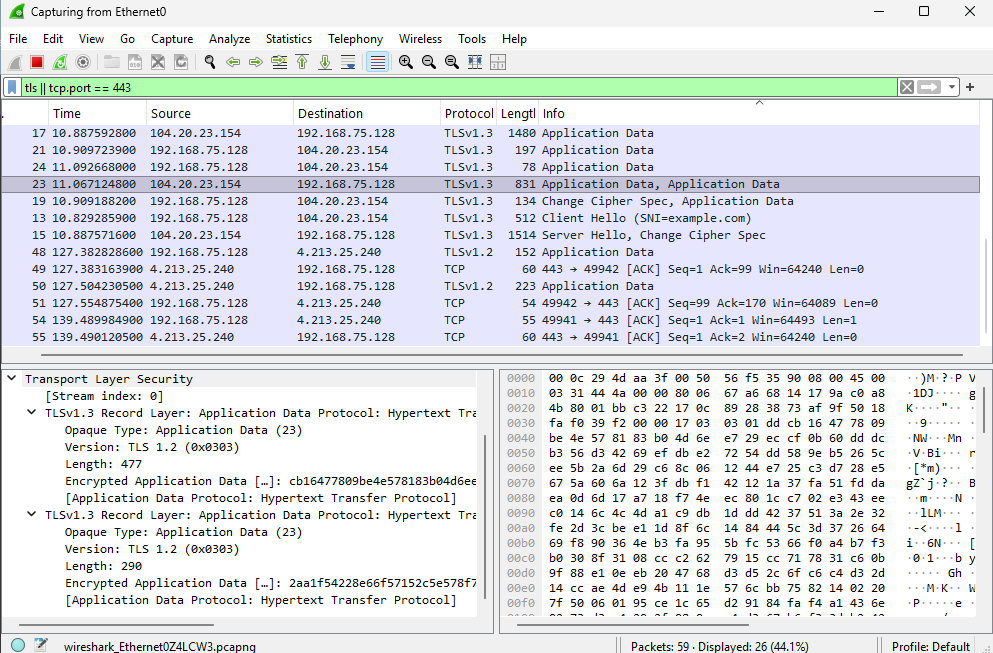 Capturing from Ethernet0
File Edit View Go Capture Analyze Statistics Telephony Wireless Tools Help
tls || tcp.port == 443
Time Source Destination Protocol Lengtl Info
17 10.887592800 104.20.23.154 192.168.75.128 TLSv1.3 1480 Application Data
21 10.909723900 192.168.75.128 104.20.23.154 TLSv1.3 197 Application Data
24 11.092668000 192.168.75.128 104.20.23.154 TLSv1.3 78 Application Data
23 11.067124800 104.20.23.154 192.168.75.128 TLSv1.3 831 Application Data, Application Data
19 10.909188200 192.168.75.128 104.20.23.154 TLSv1.3 134 Change Cipher Spec, Application Data
13 10.829285900 192.168.75.128 104.20.23.154 TLSv1.3 512 Client Hello (SNI=example.com)
15 10.887571600 104.20.23.154 192.168.75.128 TLSv1.3 1514 Server Hello, Change Cipher Spec
48 127.382828600 192.168.75.128 4.213.25.240 TLSv1.2 152 Application Data
49 127.383163900 4.213.25.240 192.168.75.128 TCP 60 443 → 49942 [ACK] Seq=1 Ack=99 Win=64240 Len=0
50 127.504230500 4.213.25.240 192.168.75.128 TLSv1.2 223 Application Data
51 127.554875400 192.168.75.128 4.213.25.240 TCP 54 49942 → 443 [ACK] Seq=99 Ack=170 Win=64089 Len=0
54 139.489984900 192.168.75.128 4.213.25.240 TCP 55 49941 → 443 [ACK] Seq=1 Ack=1 Win=64493 Len=1
55 139.490120500 4.213.25.240 192.168.75.128 TCP 60 443 → 49941 [ACK] Seq=1 Ack=2 Win=64240 Len=0
Transport Layer Security
[Stream index: 0]
TLSv1.3 Record Layer: Application Data Protocol: Hypertext Tra
Opaque Type: Application Data (23)
Version: TLS 1.2 (0x0303)
Length: 477
Encrypted Application Data […]: cb16477809be4e578183b04d6ee
[Application Data Protocol: Hypertext Transfer Protocol]
TLSv1.3 Record Layer: Application Data Protocol: Hypertext Tra
Opaque Type: Application Data (23)
Version: TLS 1.2 (0x0303)
Length: 290
Encrypted Application Data […]: 2aa1f54228e66f57152c5e578f7
[Application Data Protocol: Hypertext Transfer Protocol]
0000 00 0c 29 4d aa 3f 00 50 56 f5 35 90 08 00 45 00 ··)M·?·P V
0010 03 31 44 4a 00 00 80 06 67 a6 68 14 17 9a c0 a8 ·1DJ···· g
0020 4b 80 01 bb c3 22 17 0c 89 28 38 73 af 9f 50 18 K····"··
0030 fa f0 39 f2 00 00 17 03 03 01 dd cb 16 47 78 09 ··9·····
0040 be 4e 57 81 83 b0 4d 6e e7 29 ec cf 0b 60 dd dc ·NW···Mn
0050 b3 56 d3 42 69 ef db e2 72 54 dd 58 9e b5 26 5c ·V·Bi··· r
0060 ee 5b 2a 6d 29 c6 8c 06 12 44 e7 25 c3 d7 28 e5 ·[*m)···
0070 67 5a 60 6a 12 3f db f1 42 12 1a 37 fa 51 fd da gZ`j·?·· B
0080 ea 0d 6d 17 a7 18 f7 4e ec 80 1c c7 02 e3 43 ee ··m····N
0090 c0 14 6c 4c 4d a1 c9 db 1d dd 42 37 51 3a 2e 32 ··lLM···
00a0 fe 2d 3c be e1 1d 8f 6c 14 84 44 5c 3d 37 26 64 ·-<····l
00b0 69 f8 90 36 4e b3 fa 95 5b fc 53 66 f0 a4 b7 f3 i··6N··· [
00c0 b0 30 8f 31 08 cc c2 62 79 15 cc 71 78 31 c6 0b ·0·1···b y
00d0 9f 88 e1 0e eb 20 47 68 d3 d5 2c 6f c6 c4 d3 2d ····· Gh
00e0 14 cc ae 4d e9 4b 11 1e 57 6c bb 75 82 14 02 20 ···M·K·· W
00f0 7f 50 06 01 95 ce 1c 65 d2 91 84 fa f4 a1 43 6e ·P·····e
wireshark_Ethernet0Z4LCW3.pcapng Packets: 59 · Displayed: 26 (44.1%) Profile: Default